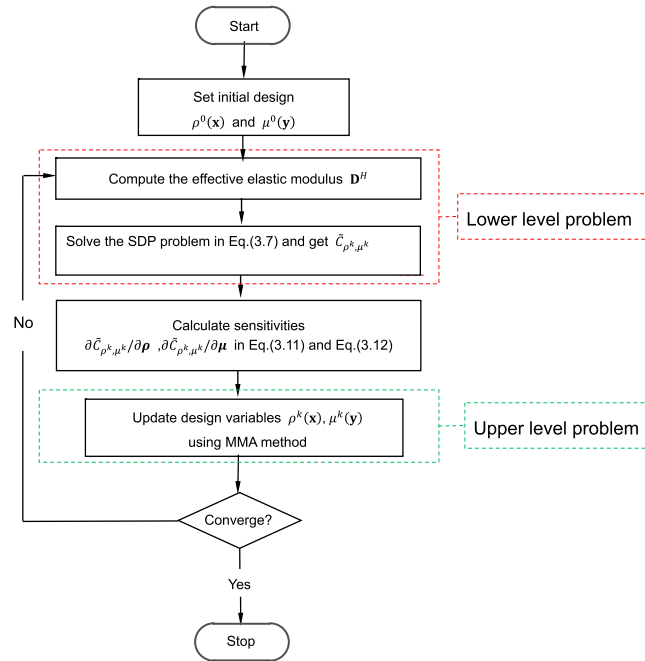 Start
Set initial design
ρ⁰(𝐱) and μ⁰(𝐲)
Compute the effective elastic modulus 𝐃ᴴ
Lower level problem
Solve the SDP problem in Eq.(3.7) and get C̃_{ρᵏ,μᵏ}
No
Calculate sensitivities
∂C̃_{ρᵏ,μᵏ}/∂𝝆 ,∂C̃_{ρᵏ,μᵏ}/∂𝝁 in Eq.(3.11) and Eq.(3.12)
Update design variables ρᵏ(𝐱), μᵏ(𝐲)
using MMA method
Upper level problem
Converge?
Yes
Stop